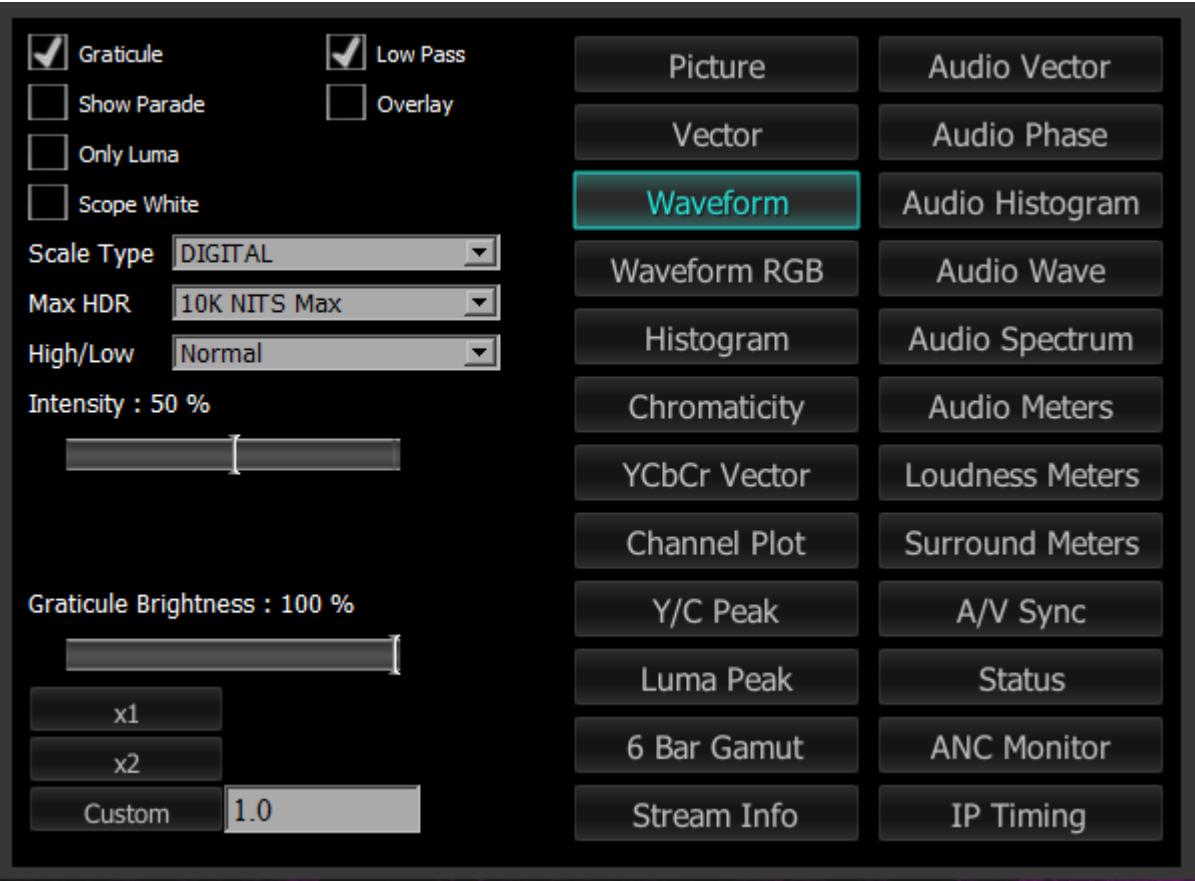 Graticule
Low Pass
Show Parade
Overlay
Only Luma
Scope White
Scale Type DIGITAL
Max HDR 10K NITS Max
High/Low Normal
Intensity : 50 %
Graticule Brightness : 100 %
x1
x2
Custom 1.0
Picture
Vector
Waveform
Waveform RGB
Histogram
Chromaticity
YCbCr Vector
Channel Plot
Y/C Peak
Luma Peak
6 Bar Gamut
Stream Info
Audio Vector
Audio Phase
Audio Histogram
Audio Wave
Audio Spectrum
Audio Meters
Loudness Meters
Surround Meters
A/V Sync
Status
ANC Monitor
IP Timing